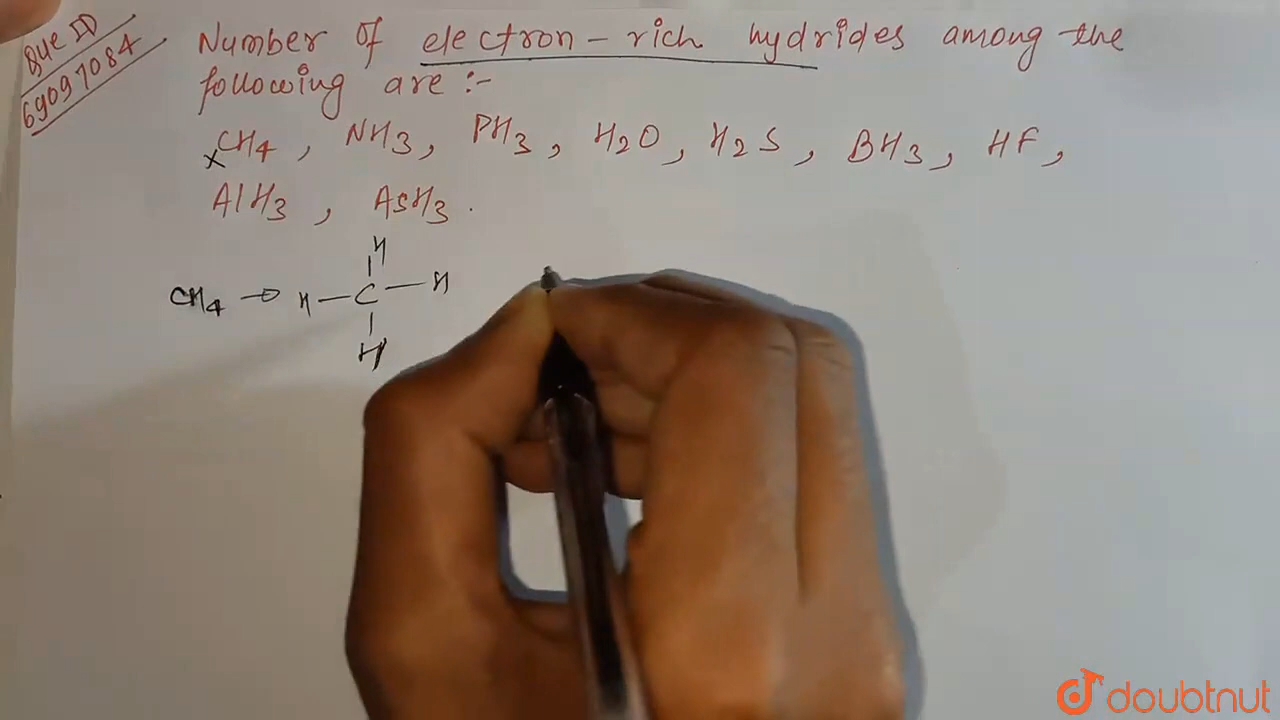 Que ID
69097084
Number of electron-rich hydrides among the
following are :-
x CH4 , NH3, PH3, H2O, H2S, BH3, HF,
AlH3 , AsH3 .
H
CH4 → H - C - H
H
doubtnut